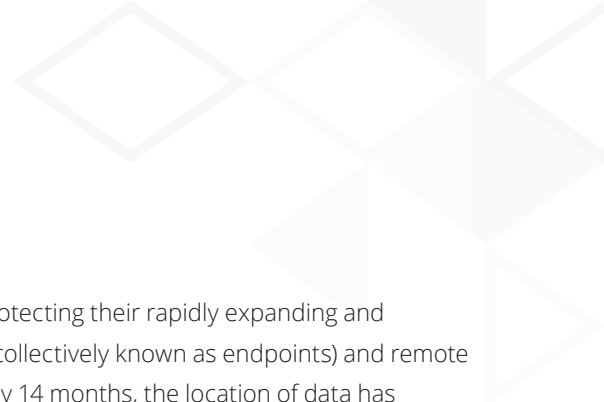 otecting their rapidly expanding and
collectively known as endpoints) and remote
y 14 months, the location of data has